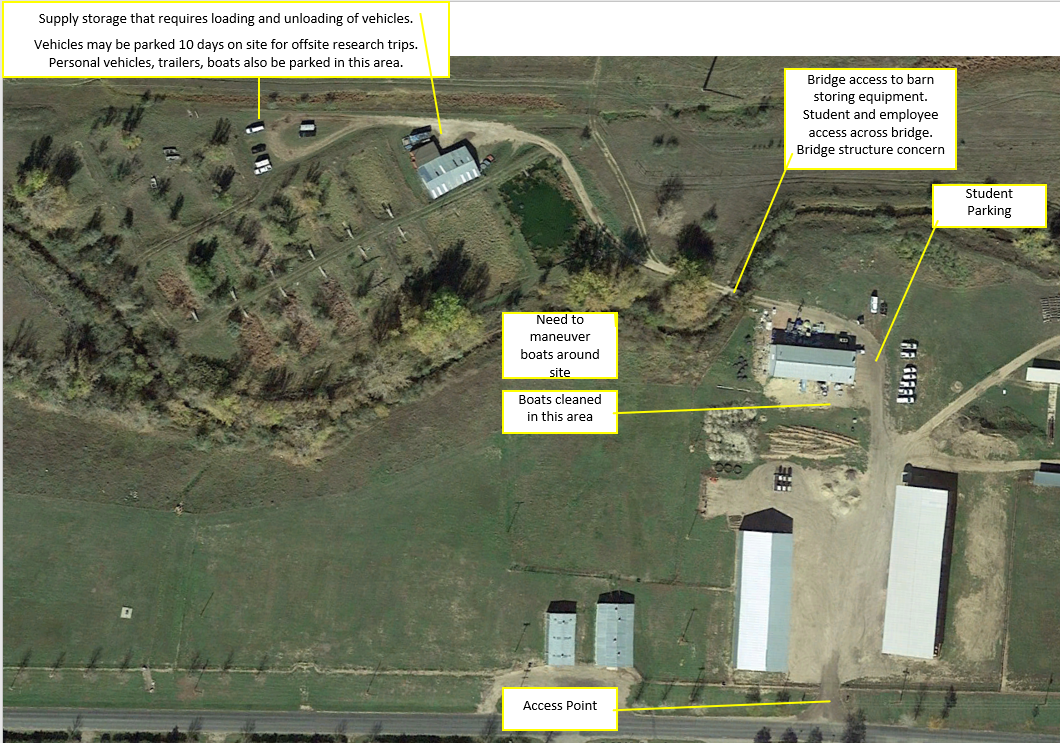 Supply storage that requires loading and unloading of vehicles.
Vehicles may be parked 10 days on site for offsite research trips.
Personal vehicles, trailers, boats also be parked in this area.
Bridge access to barn
storing equipment.
Student and employee
access across bridge.
Bridge structure concern
Student
Parking
Need to
maneuver
boats around
site
Boats cleaned
in this area
Access Point